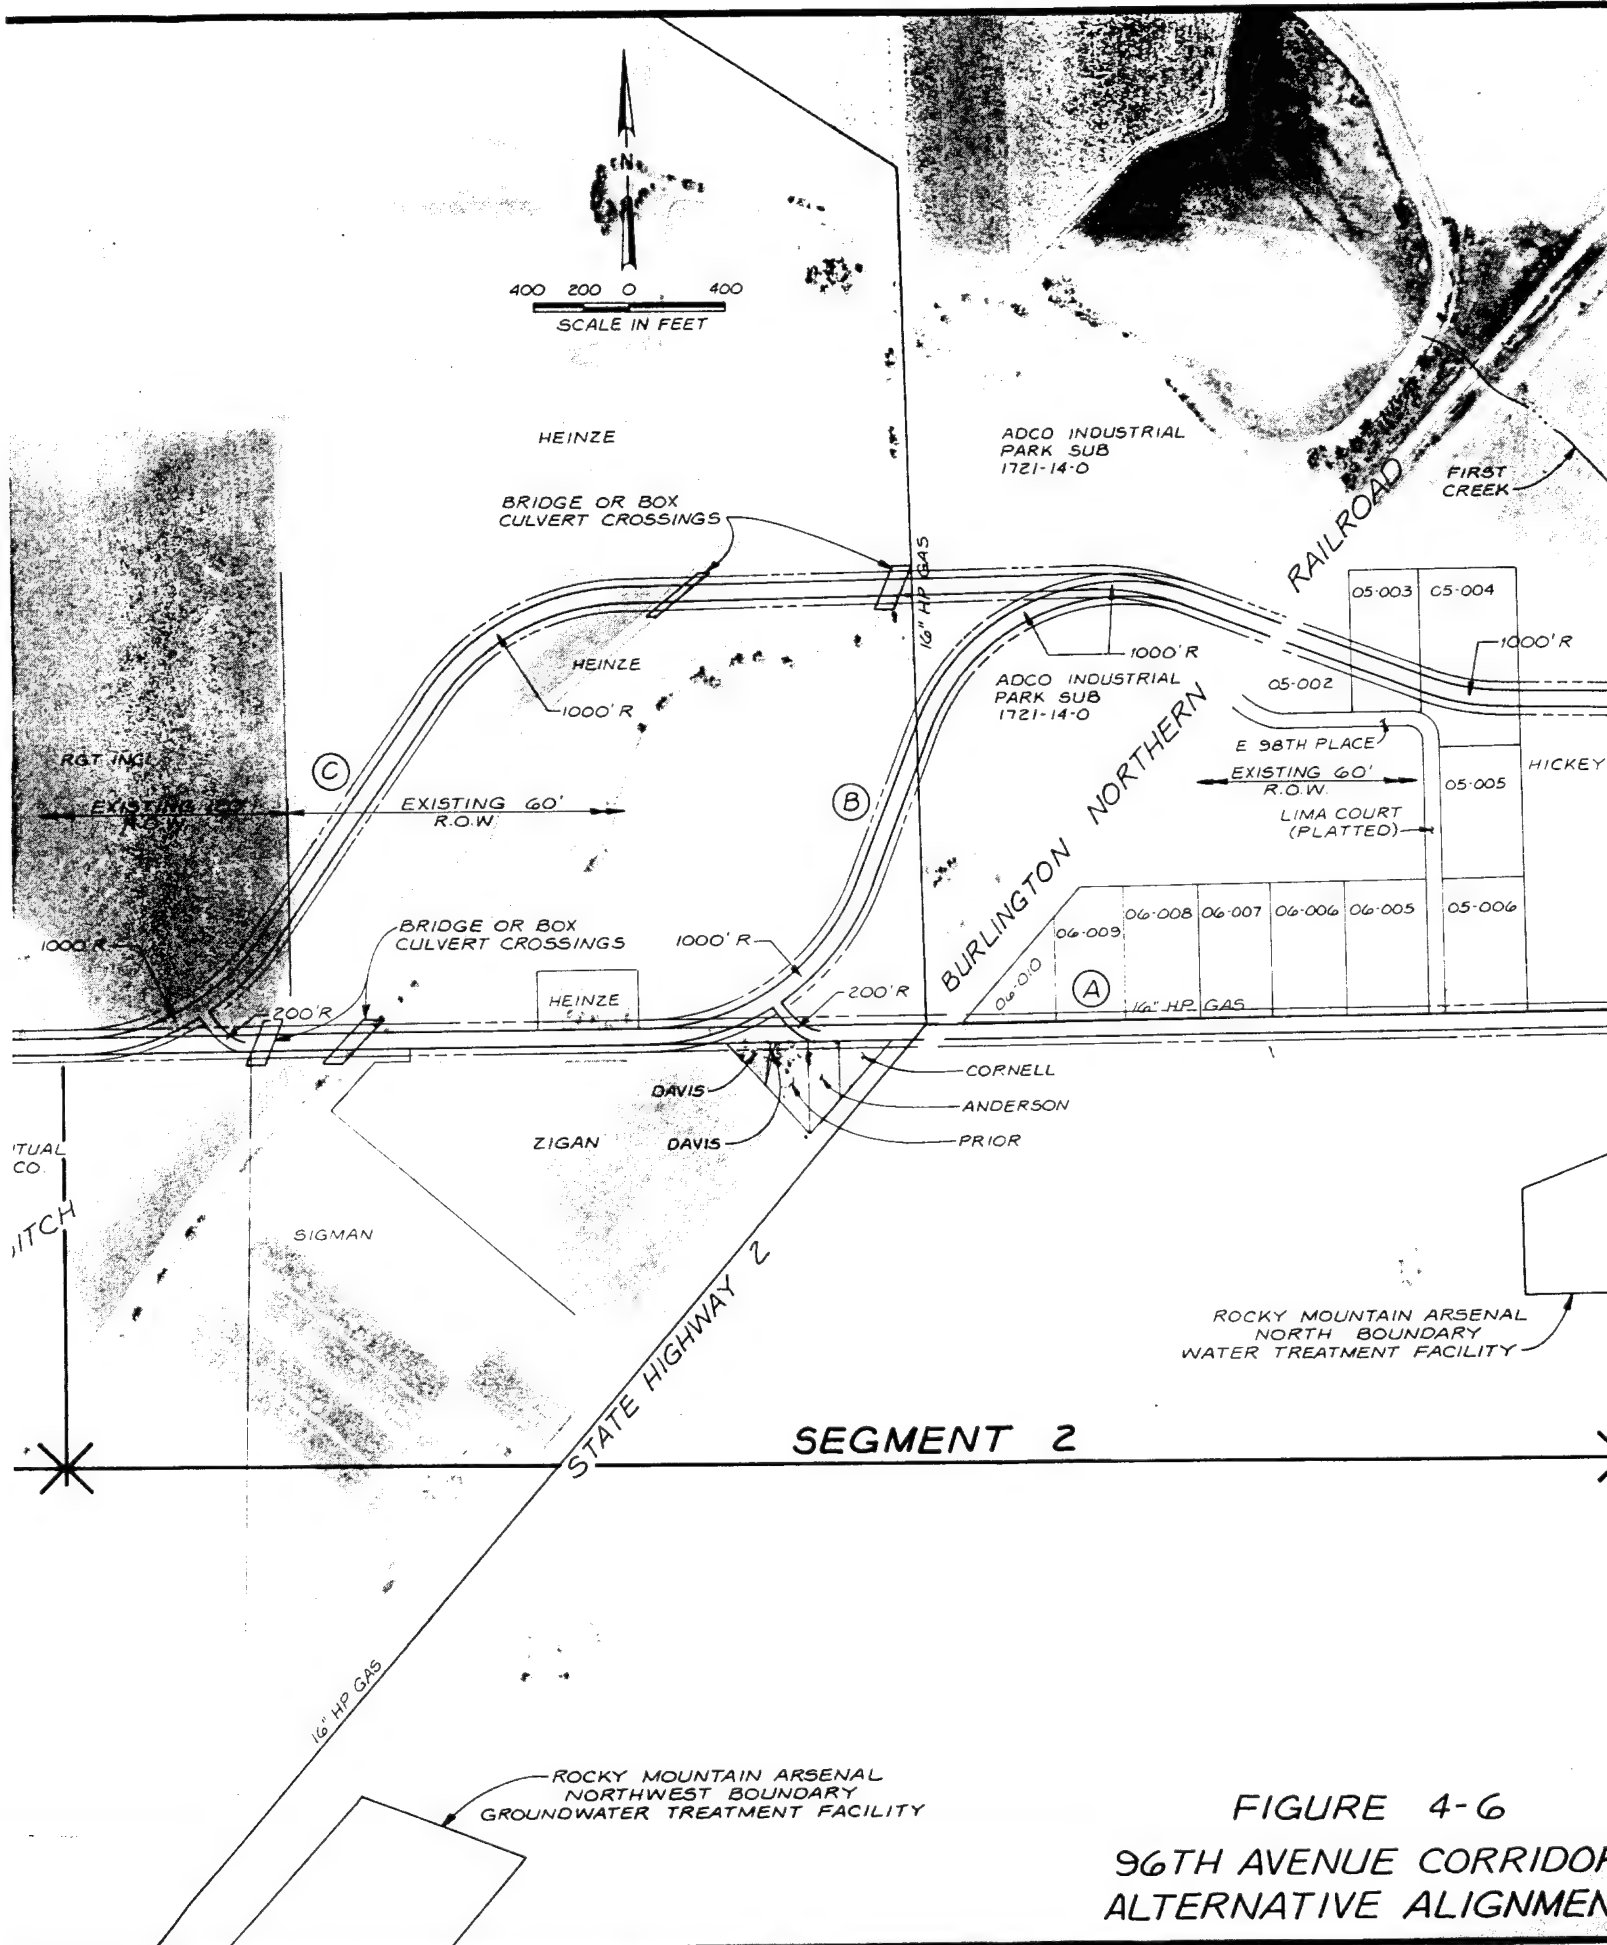 N
400 200 0 400
SCALE IN FEET
HEINZE
ADCO INDUSTRIAL
PARK SUB
1721-14-0
FIRST
CREEK
BRIDGE OR BOX
CULVERT CROSSINGS
16" HP GAS
RAILROAD
05-003
05-004
1000'R
1000'R
HEINZE
1000'R
ADCO INDUSTRIAL
PARK SUB
1721-14-0
05-002
E 98TH PLACE
HICKEY
EXISTING 60'
R.O.W.
05-005
LIMA COURT
(PLATTED)
C
B
EXISTING
R.O.W.
EXISTING 60'
R.O.W
BURLINGTON NORTHERN
BRIDGE OR BOX
CULVERT CROSSINGS
1000'R
1000'R
06-010
06-009
06-008
06-007
06-006
06-005
05-006
A
16" HP GAS
HEINZE
200'R
200'R
CORNELL
DAVIS
ANDERSON
ZIGAN
DAVIS
PRIOR
TUAL
CO.
ITCH
SIGMAN
STATE HIGHWAY 2
ROCKY MOUNTAIN ARSENAL
NORTH BOUNDARY
WATER TREATMENT FACILITY
SEGMENT 2
16" HP GAS
ROCKY MOUNTAIN ARSENAL
NORTHWEST BOUNDARY
GROUNDWATER TREATMENT FACILITY
FIGURE 4-6
96TH AVENUE CORRIDOR
ALTERNATIVE ALIGNMEN